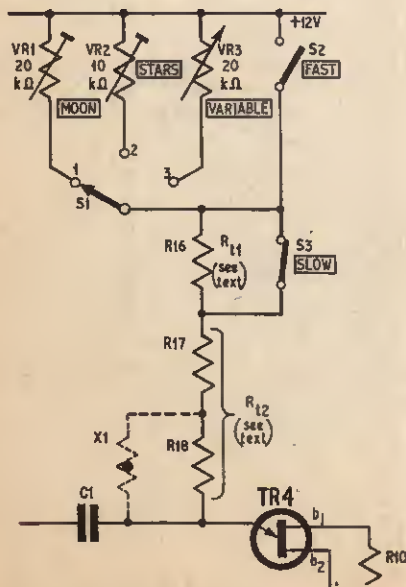 +12V
VR1
20
kΩ
VR2
10
kΩ
VR3
20
kΩ
S2
FAST
MOON
STARS
VARIABLE
1
2
3
S1
R16
Rt1
(see
text)
S3
SLOW
R17
Rt2
(see
text)
X1
R18
C1
TR4
b1
b2
R10